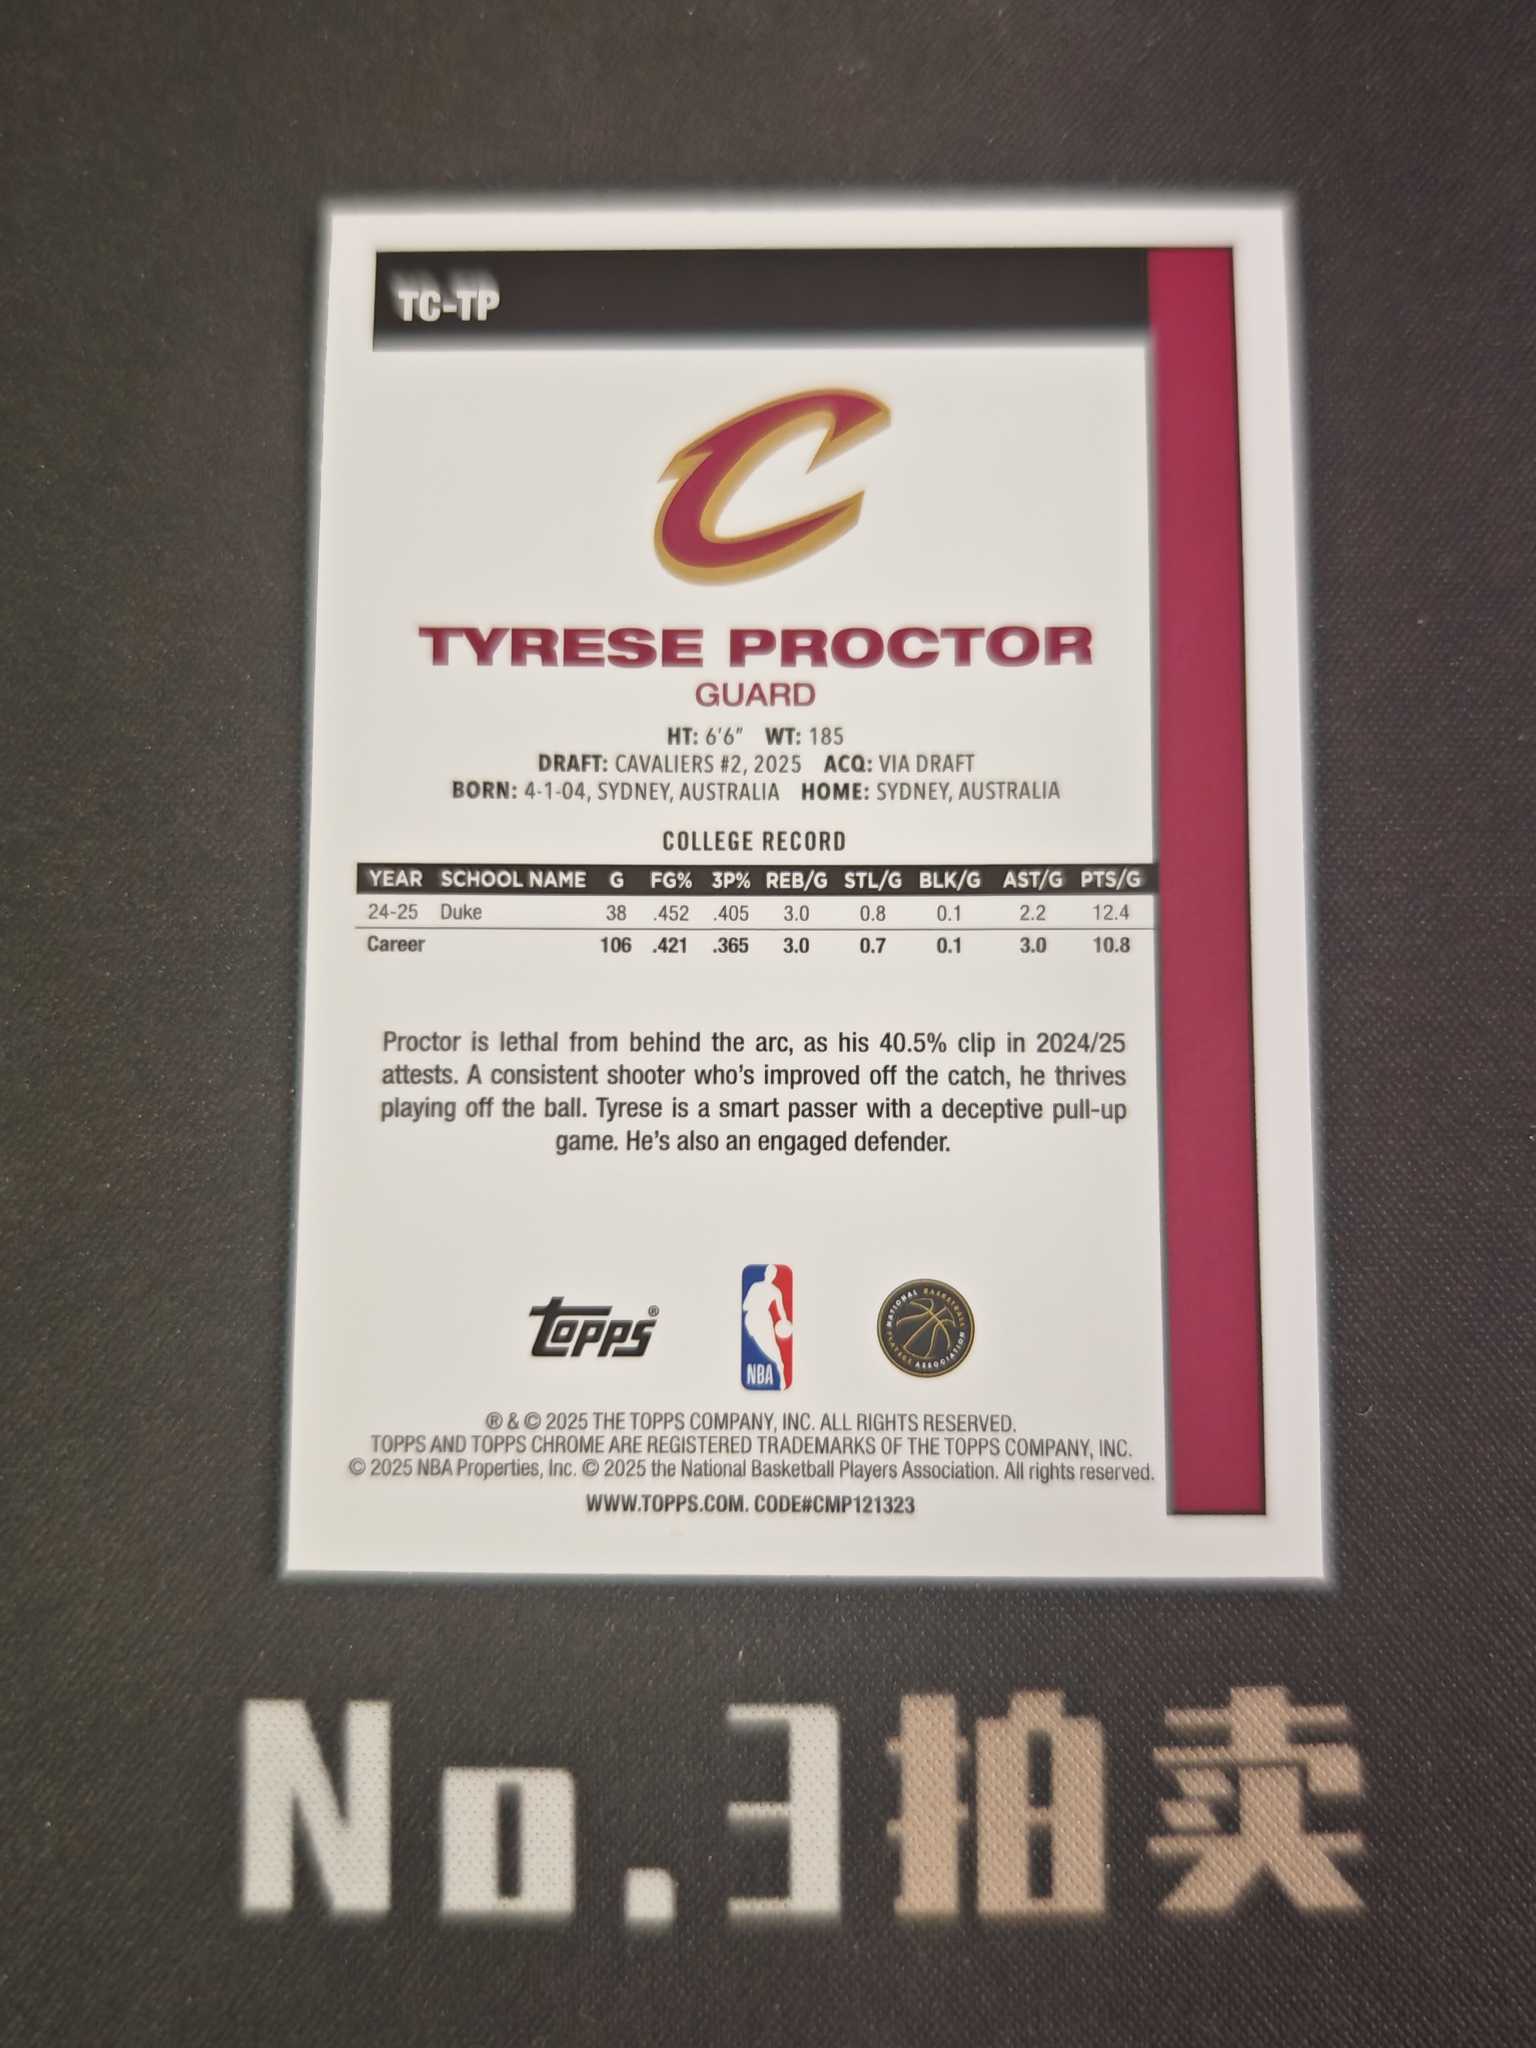 TC-TP
TYRESE PROCTOR
GUARD
HT: 6'6" WT: 185
DRAFT: CAVALIERS #2, 2025 ACQ: VIA DRAFT
BORN: 4-1-04, SYDNEY, AUSTRALIA HOME: SYDNEY, AUSTRALIA
COLLEGE RECORD
YEAR SCHOOL NAME G FG% 3P% REB/G STL/G BLK/G AST/G PTS/G
24-25 Duke 38 .452 .405 3.0 0.8 0.1 2.2 12.4
Career 106 .421 .365 3.0 0.7 0.1 3.0 10.8
Proctor is lethal from behind the arc, as his 40.5% clip in 2024/25
attests. A consistent shooter who's improved off the catch, he thrives
playing off the ball. Tyrese is a smart passer with a deceptive pull-up
game. He's also an engaged defender.
Topps®
NBA
NATIONAL BASKETBALL PLAYERS ASSOCIATION
® & © 2025 THE TOPPS COMPANY, INC. ALL RIGHTS RESERVED.
TOPPS AND TOPPS CHROME ARE REGISTERED TRADEMARKS OF THE TOPPS COMPANY, INC.
© 2025 NBA Properties, Inc. © 2025 the National Basketball Players Association. All rights reserved.
WWW.TOPPS.COM. CODE#CMP121323
No.3拍卖